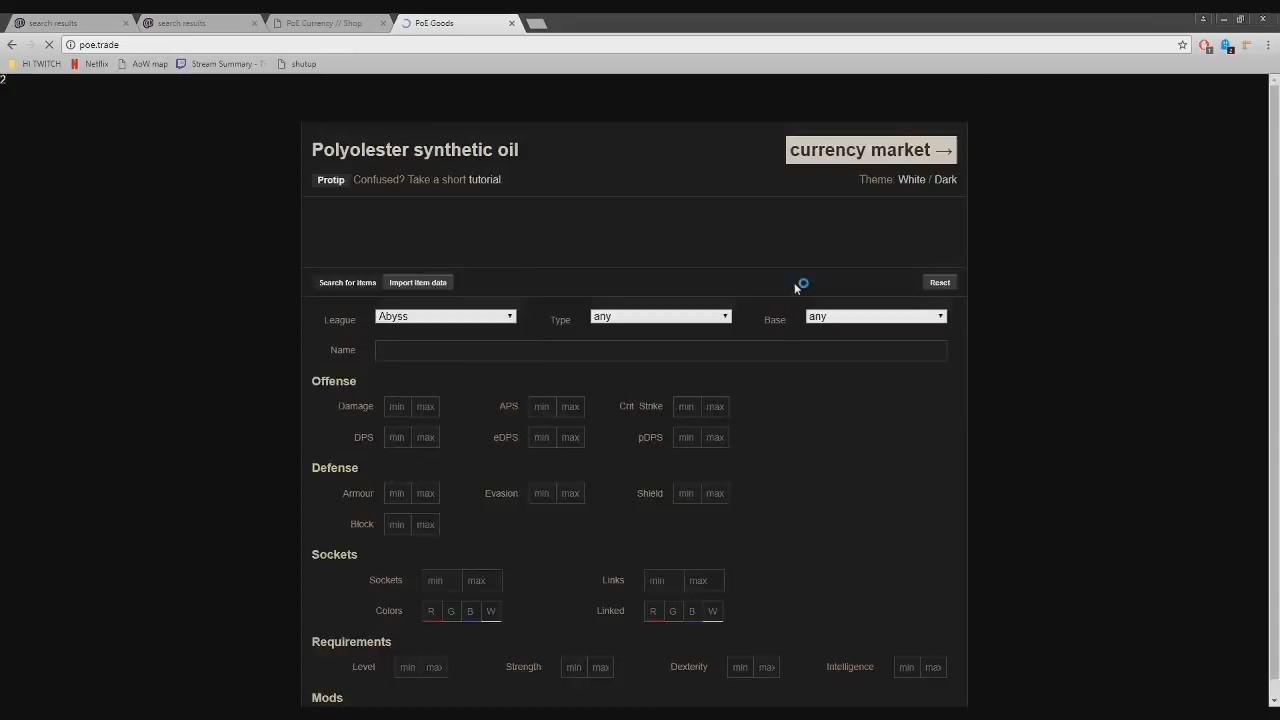 search results
search results
PoE Currency // Shop
PoE Goods
poe.trade
HI TWITCH
Netflix
AoW map
Stream Summary - T
shutup
2
Polyolester synthetic oil
currency market →
Protip Confused? Take a short tutorial
Theme: White / Dark
Search for items
Import item data
Reset
League Abyss Type any Base any
Name
Offense
Damage min max APS min max Crit Strike min max
DPS min max eDPS min max pDPS min max
Defense
Armour min max Evasion min max Shield min max
Block min max
Sockets
Sockets min max Links min max
Colors R G B W Linked R G B W
Requirements
Level min max Strength min max Dexterity min max Intelligence min max
Mods